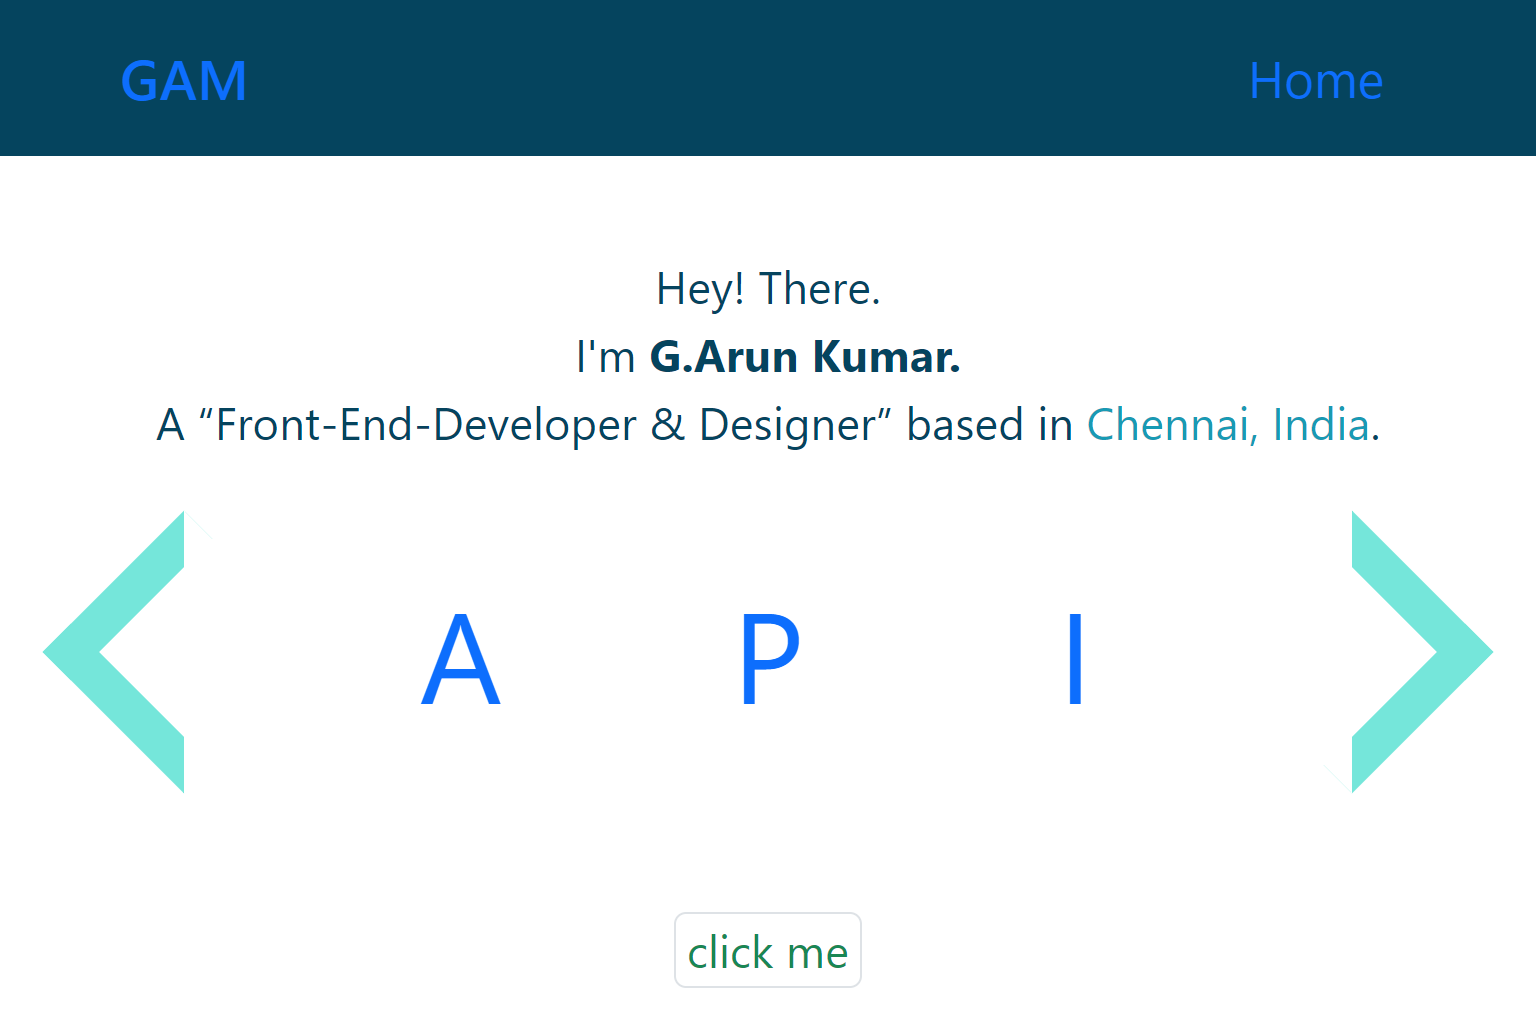 GAM Home
Hey! There.
I'm G.Arun Kumar.
A “Front-End-Developer & Designer” based in Chennai, India.
A P I
click me